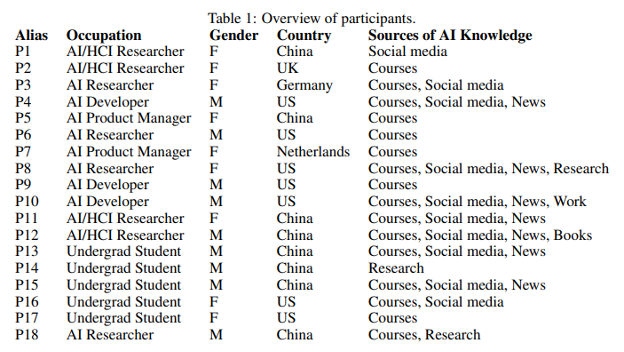 Table 1: Overview of participants.
Alias Occupation Gender Country Sources of AI Knowledge
P1 AI/HCI Researcher F China Social media
P2 AI/HCI Researcher F UK Courses
P3 AI Researcher F Germany Courses, Social media
P4 AI Developer M US Courses, Social media, News
P5 AI Product Manager F China Courses
P6 AI Researcher M US Courses
P7 AI Product Manager F Netherlands Courses
P8 AI Researcher F US Courses, Social media, News, Research
P9 AI Developer M US Courses
P10 AI Developer M US Courses, Social media, News, Work
P11 AI/HCI Researcher F China Courses, Social media, News
P12 AI/HCI Researcher M China Courses, Social media, News, Books
P13 Undergrad Student M China Courses, Social media, News
P14 Undergrad Student M China Research
P15 Undergrad Student M China Courses, Social media, News
P16 Undergrad Student F US Courses, Social media
P17 Undergrad Student F US Courses
P18 AI Researcher M China Courses, Research